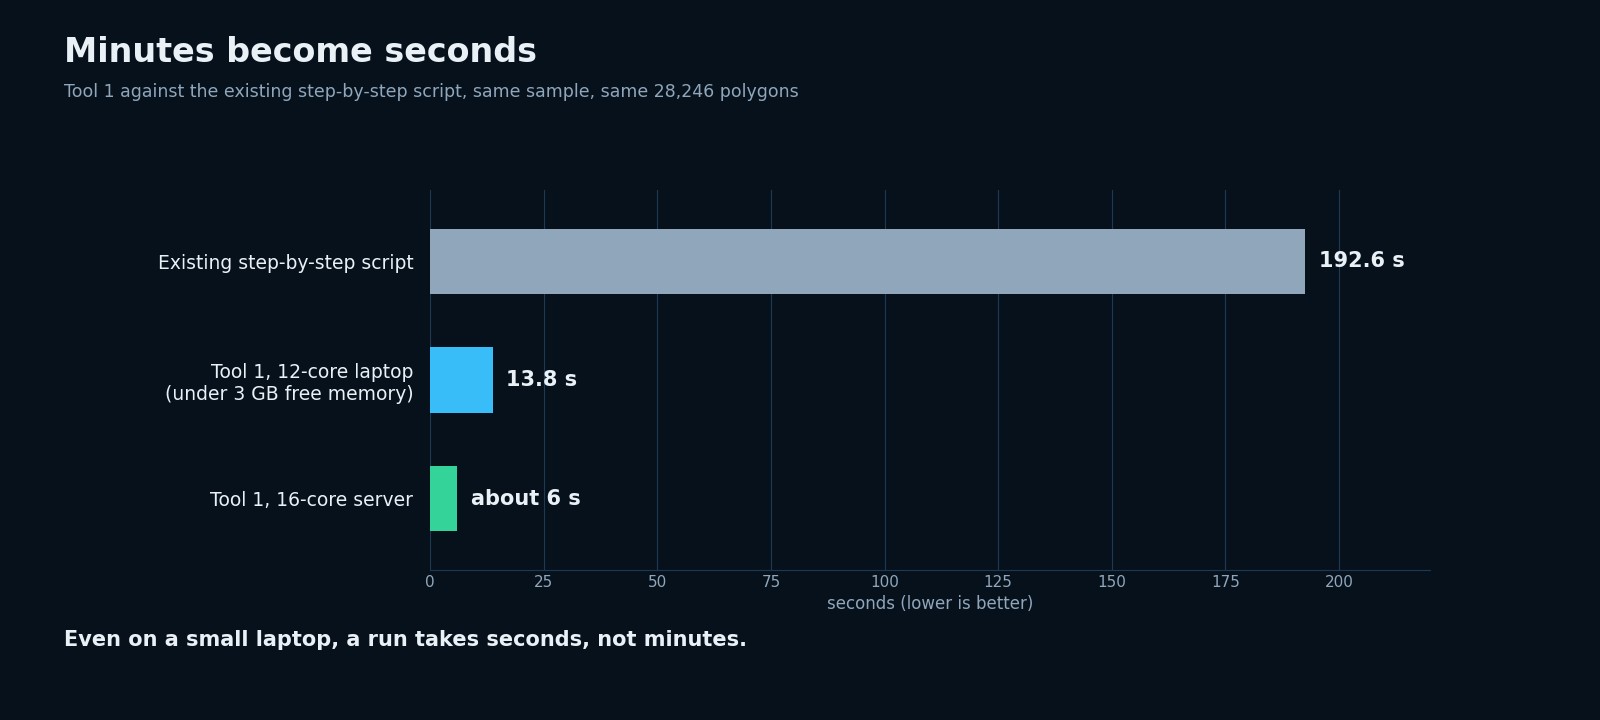 Minutes become seconds
Tool 1 against the existing step-by-step script, same sample, same 28,246 polygons
Existing step-by-step script
192.6 s
Tool 1, 12-core laptop
(under 3 GB free memory)
13.8 s
Tool 1, 16-core server
about 6 s
0 25 50 75 100 125 150 175 200
seconds (lower is better)
Even on a small laptop, a run takes seconds, not minutes.